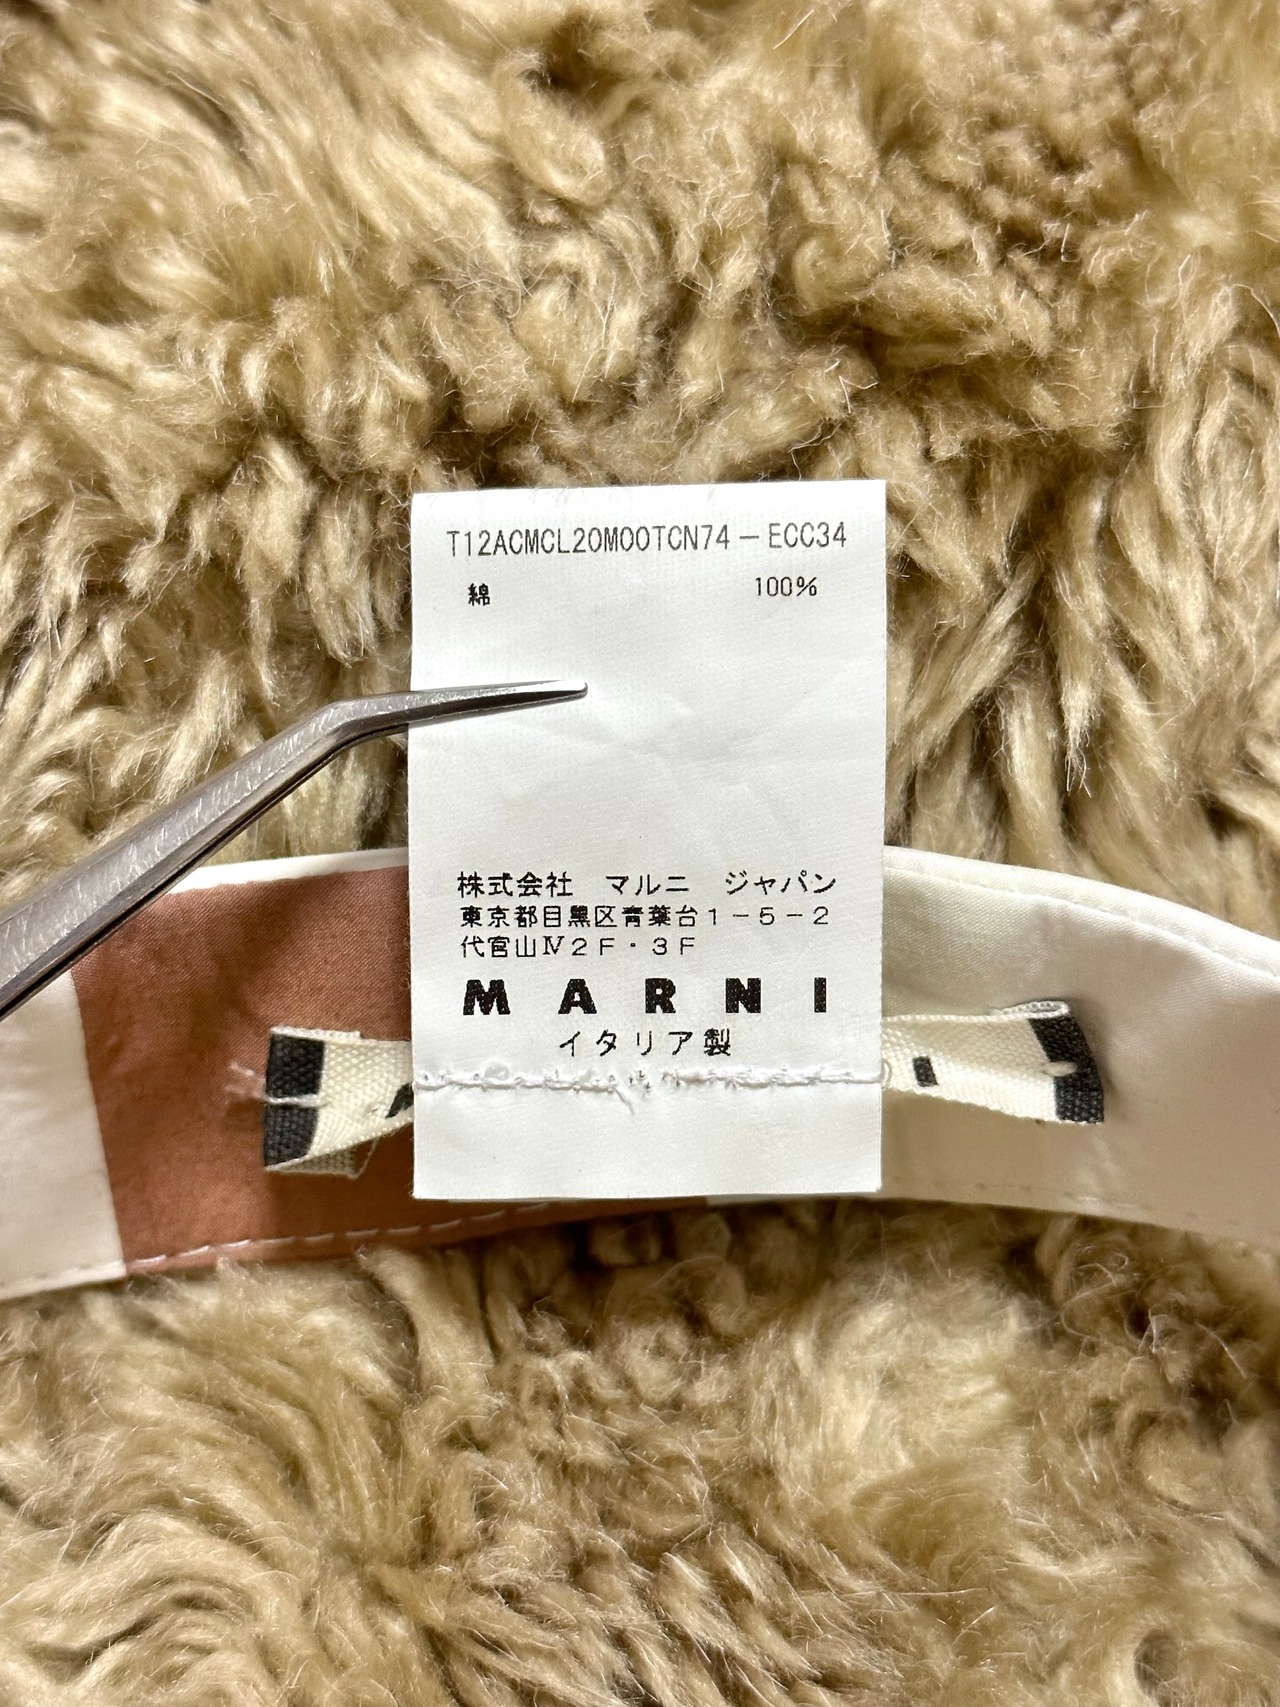 T12ACMCL20M00TCN74－ECC34
綿 100%
株式会社 マルニ ジャパン
東京都目黒区青葉台１－５－２
代官山Ⅳ２Ｆ・３Ｆ
MARNI
イタリア製